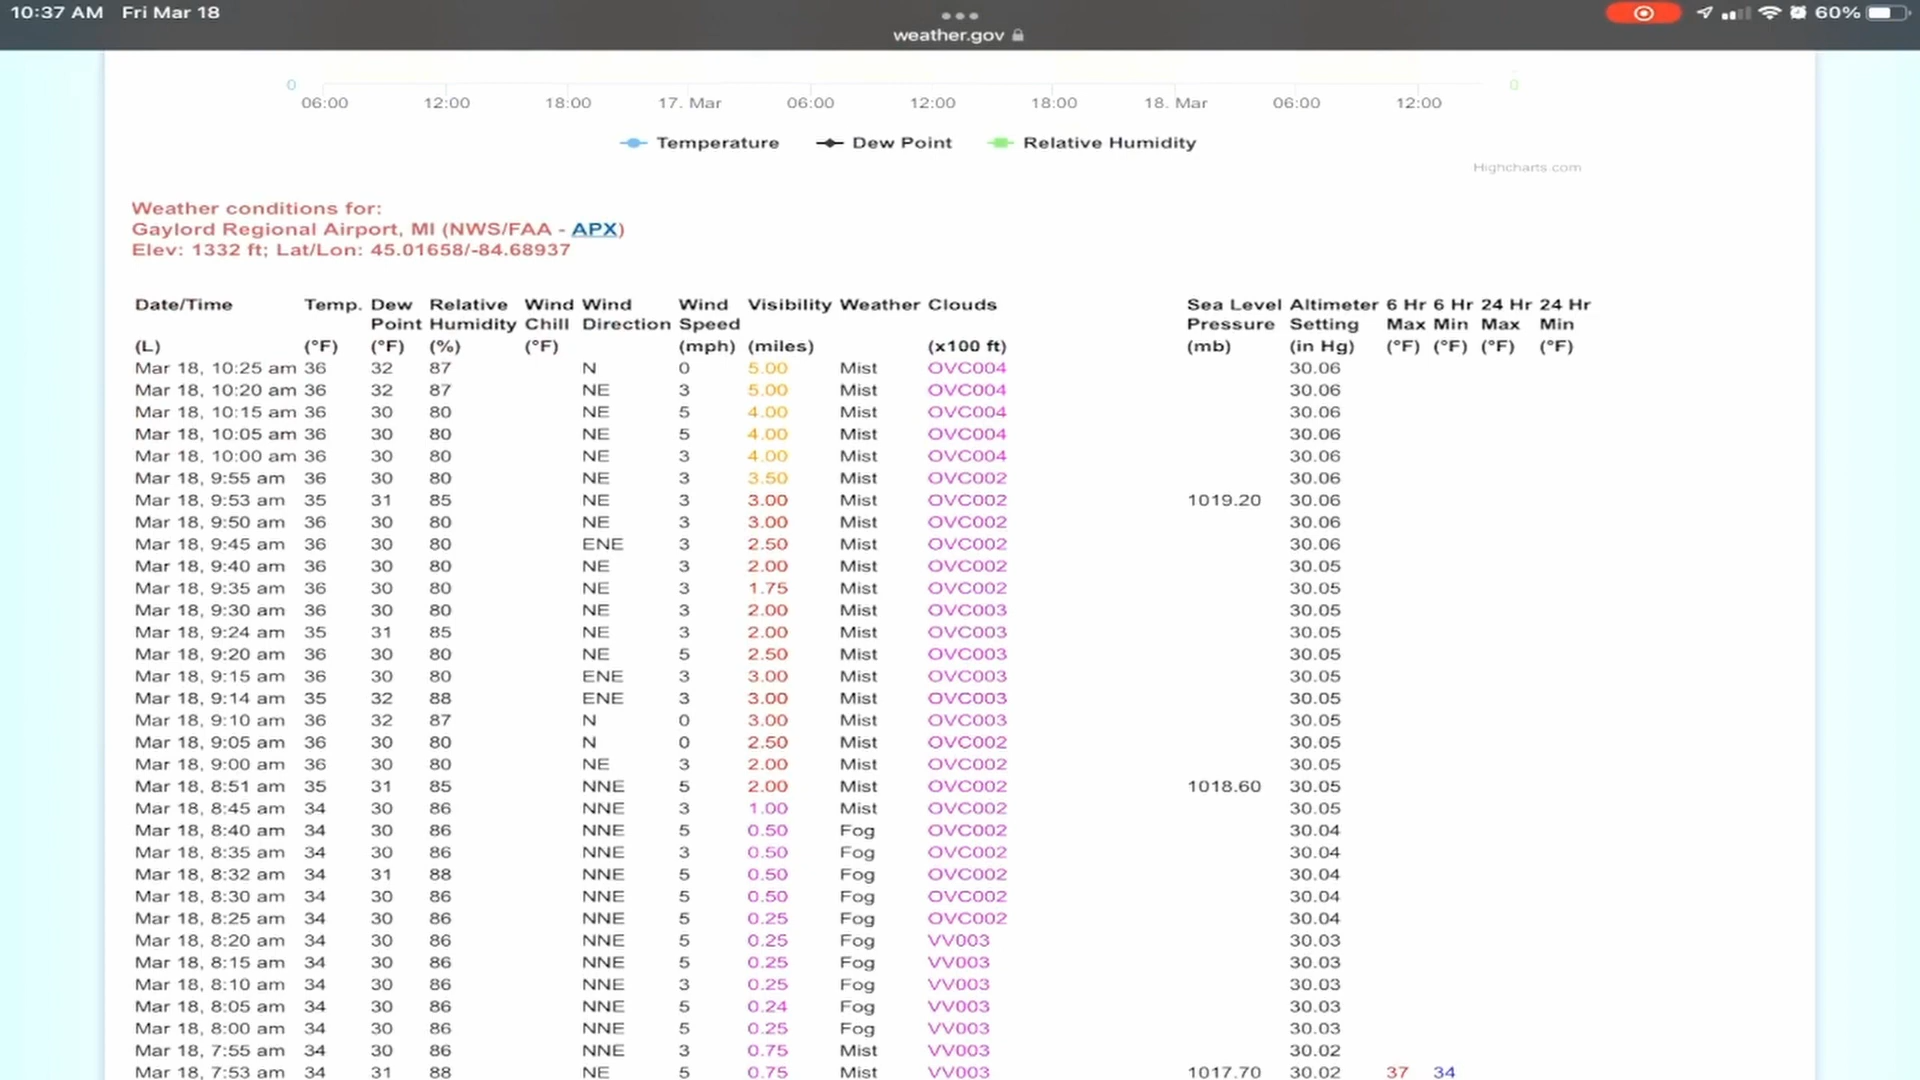 10:37 AM Fri Mar 18
60%
weather.gov
0 0
06:00 12:00 18:00 17. Mar 06:00 12:00 18:00 18. Mar 06:00 12:00
Temperature Dew Point Relative Humidity
Highcharts.com
Weather conditions for:
Gaylord Regional Airport, MI (NWS/FAA - APX)
Elev: 1332 ft; Lat/Lon: 45.01658/-84.68937
Date/Time Temp. Dew Relative Wind Wind Wind Visibility Weather Clouds Sea Level Altimeter 6 Hr 6 Hr 24 Hr 24 Hr
Point Humidity Chill Direction Speed Pressure Setting Max Min Max Min
(L) (°F) (°F) (%) (°F) (mph) (miles) (x100 ft) (mb) (in Hg) (°F) (°F) (°F) (°F)
Mar 18, 10:25 am 36 32 87 N 0 5.00 Mist OVC004 30.06
Mar 18, 10:20 am 36 32 87 NE 3 5.00 Mist OVC004 30.06
Mar 18, 10:15 am 36 30 80 NE 5 4.00 Mist OVC004 30.06
Mar 18, 10:05 am 36 30 80 NE 5 4.00 Mist OVC004 30.06
Mar 18, 10:00 am 36 30 80 NE 3 4.00 Mist OVC004 30.06
Mar 18, 9:55 am 36 30 80 NE 3 3.50 Mist OVC002 30.06
Mar 18, 9:53 am 35 31 85 NE 3 3.00 Mist OVC002 1019.20 30.06
Mar 18, 9:50 am 36 30 80 NE 3 3.00 Mist OVC002 30.06
Mar 18, 9:45 am 36 30 80 ENE 3 2.50 Mist OVC002 30.06
Mar 18, 9:40 am 36 30 80 NE 3 2.00 Mist OVC002 30.05
Mar 18, 9:35 am 36 30 80 NE 3 1.75 Mist OVC002 30.05
Mar 18, 9:30 am 36 30 80 NE 3 2.00 Mist OVC003 30.05
Mar 18, 9:24 am 35 31 85 NE 3 2.00 Mist OVC003 30.05
Mar 18, 9:20 am 36 30 80 NE 5 2.50 Mist OVC003 30.05
Mar 18, 9:15 am 36 30 80 ENE 3 3.00 Mist OVC003 30.05
Mar 18, 9:14 am 35 32 88 ENE 3 3.00 Mist OVC003 30.05
Mar 18, 9:10 am 36 32 87 N 0 3.00 Mist OVC003 30.05
Mar 18, 9:05 am 36 30 80 N 0 2.50 Mist OVC002 30.05
Mar 18, 9:00 am 36 30 80 NE 3 2.00 Mist OVC002 30.05
Mar 18, 8:51 am 35 31 85 NNE 5 2.00 Mist OVC002 1018.60 30.05
Mar 18, 8:45 am 34 30 86 NNE 3 1.00 Mist OVC002 30.05
Mar 18, 8:40 am 34 30 86 NNE 5 0.50 Fog OVC002 30.04
Mar 18, 8:35 am 34 30 86 NNE 3 0.50 Fog OVC002 30.04
Mar 18, 8:32 am 34 31 88 NNE 5 0.50 Fog OVC002 30.04
Mar 18, 8:30 am 34 30 86 NNE 5 0.50 Fog OVC002 30.04
Mar 18, 8:25 am 34 30 86 NNE 5 0.25 Fog OVC002 30.04
Mar 18, 8:20 am 34 30 86 NNE 5 0.25 Fog VV003 30.03
Mar 18, 8:15 am 34 30 86 NNE 5 0.25 Fog VV003 30.03
Mar 18, 8:10 am 34 30 86 NNE 3 0.25 Fog VV003 30.03
Mar 18, 8:05 am 34 30 86 NNE 5 0.24 Fog VV003 30.03
Mar 18, 8:00 am 34 30 86 NNE 5 0.25 Fog VV003 30.03
Mar 18, 7:55 am 34 30 86 NNE 3 0.75 Mist VV003 30.02
Mar 18, 7:53 am 34 31 88 NE 5 0.75 Mist VV003 1017.70 30.02 37 34